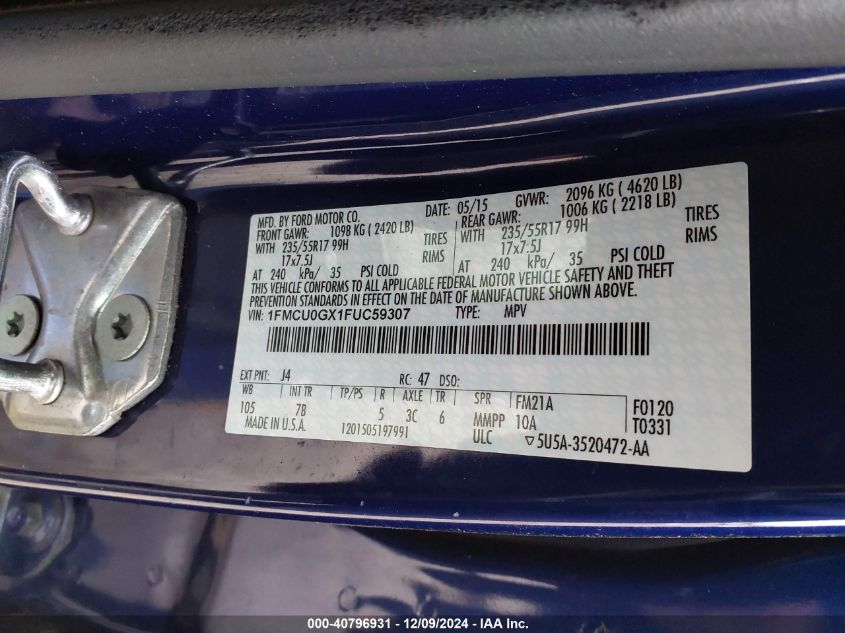 MFD. BY FORD MOTOR CO.
DATE: 05/15 GVWR: 2096 KG ( 4620 LB)
FRONT GAWR: 1098 KG ( 2420 LB) REAR GAWR: 1006 KG ( 2218 LB)
WITH 235/55R17 99H TIRES WITH 235/55R17 99H TIRES
17x7.5J RIMS 17x7.5J RIMS
AT 240 kPa/ 35 PSI COLD AT 240 kPa/ 35 PSI COLD
THIS VEHICLE CONFORMS TO ALL APPLICABLE FEDERAL MOTOR VEHICLE SAFETY AND THEFT
PREVENTION STANDARDS IN EFFECT ON THE DATE OF MANUFACTURE SHOWN ABOVE.
VIN: 1FMCU0GX1FUC59307 TYPE: MPV
EXT PNT: J4 RC: 47 DSO:
WB INT TR TP/PS R AXLE TR SPR FM21A F0120
105 7B 5 3C 6 MMPP 10A T0331
MADE IN U.S.A. 1201505197991 ULC ▽5U5A-3520472-AA
000-40796931 - 12/09/2024 - IAA Inc.